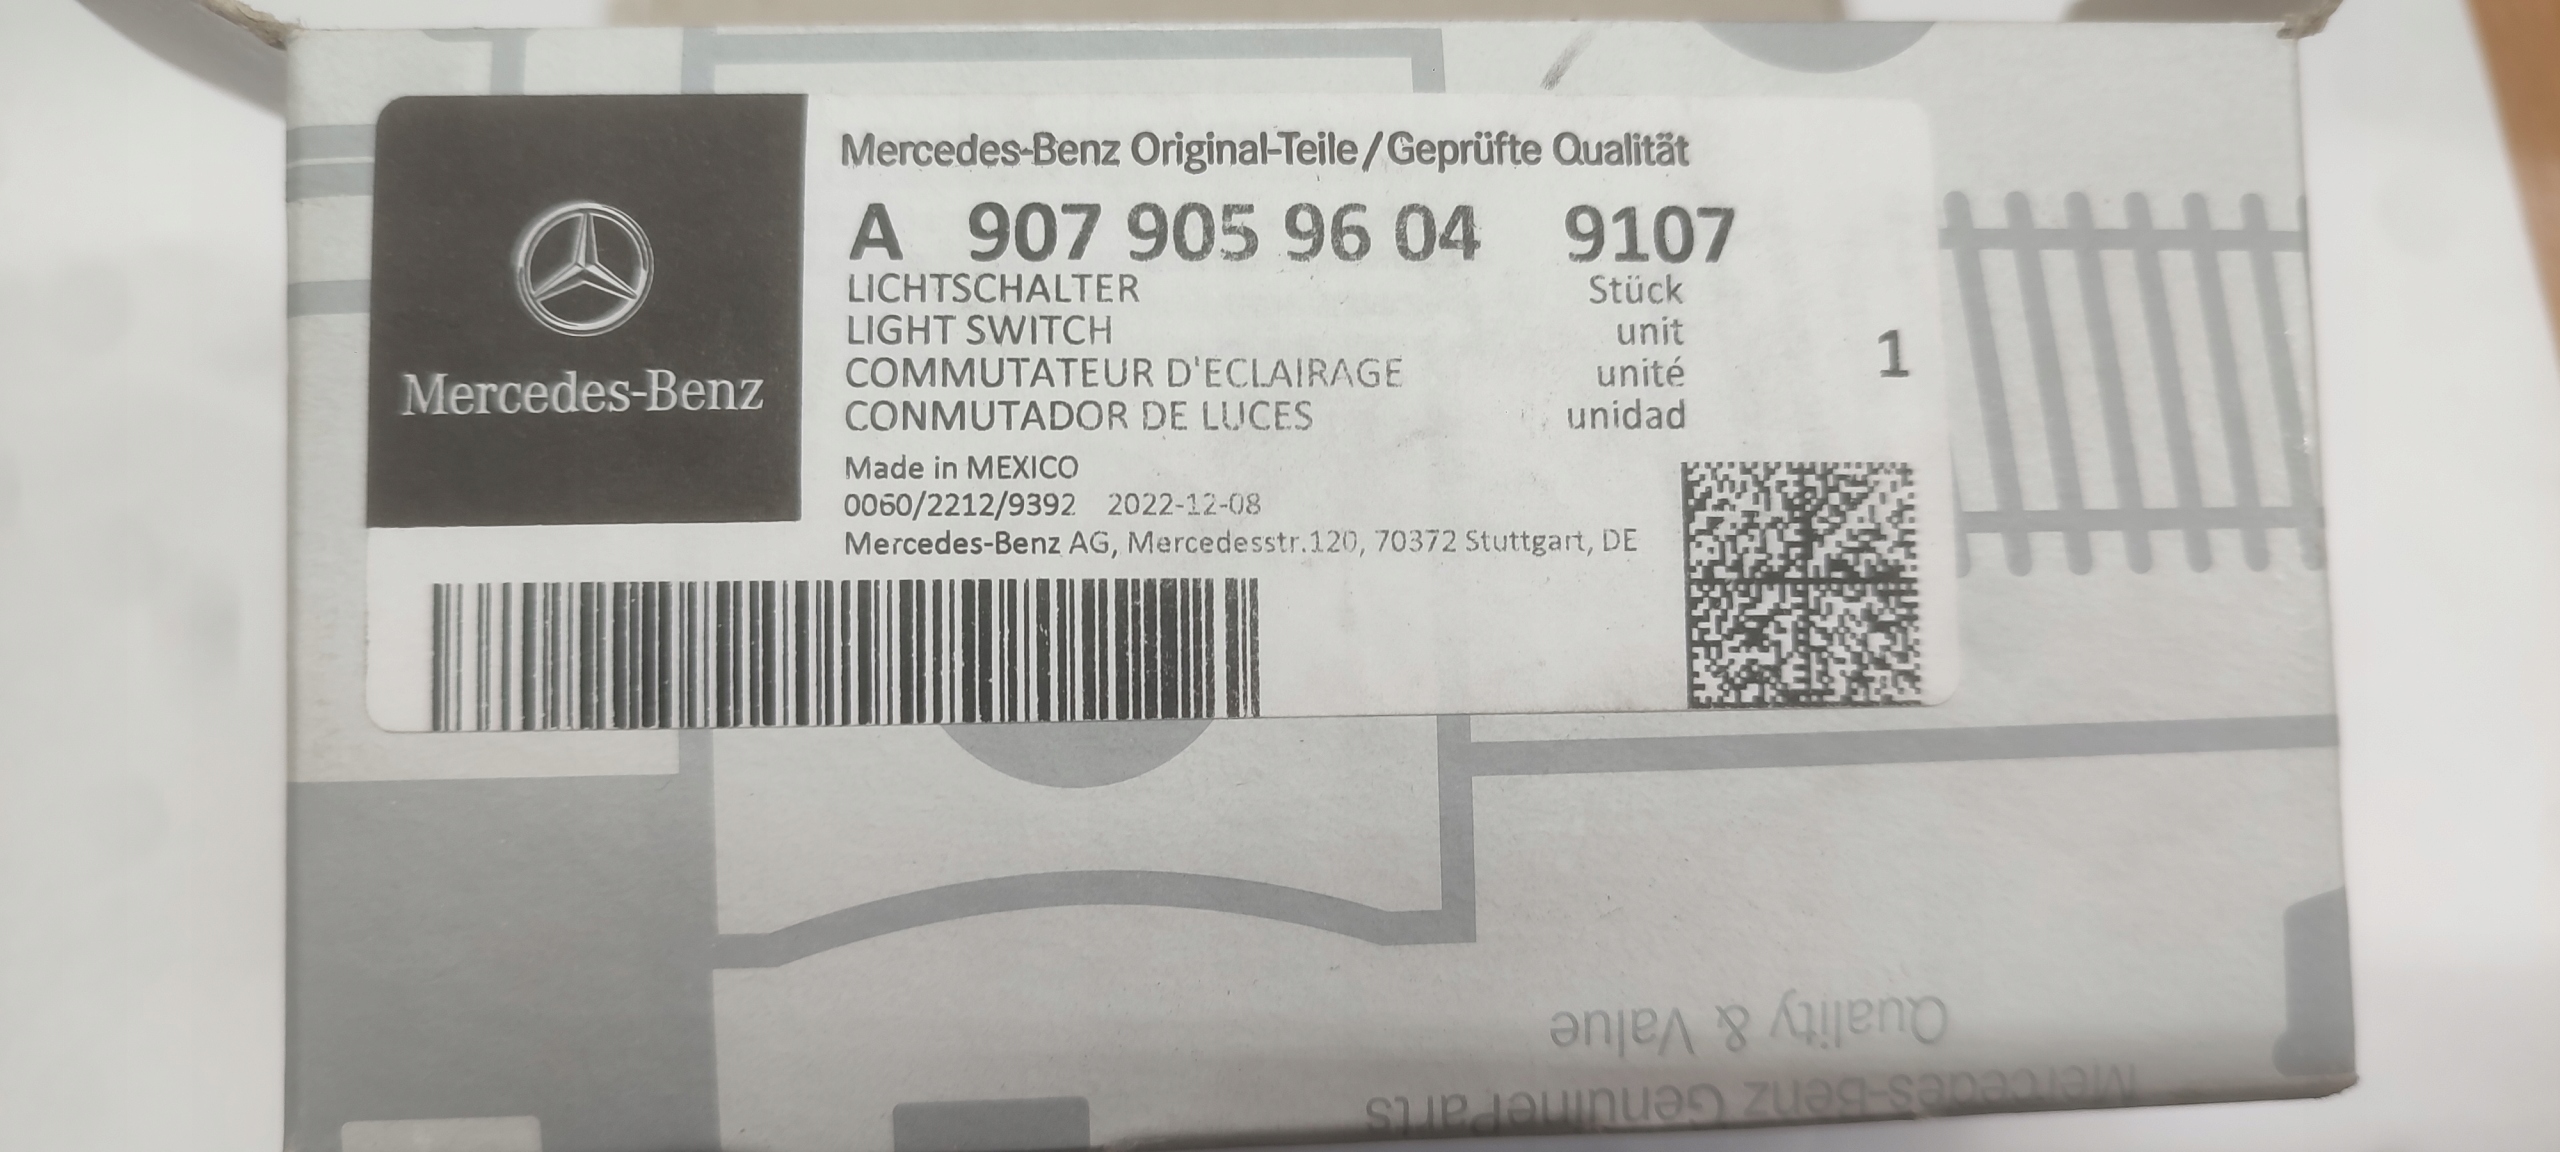 Mercedes-Benz
Mercedes-Benz Original-Teile/Geprüfte Qualität
A 907 905 96 04 9107
LICHTSCHALTER Stück
LIGHT SWITCH unit
COMMUTATEUR D'ECLAIRAGE unité 1
CONMUTADOR DE LUCES unidad
Made in MEXICO
0060/2212/9392 2022-12-08
Mercedes-Benz AG, Mercedesstr.120, 70372 Stuttgart, DE
Mercedes-Benz GenuineParts
Quality & Value